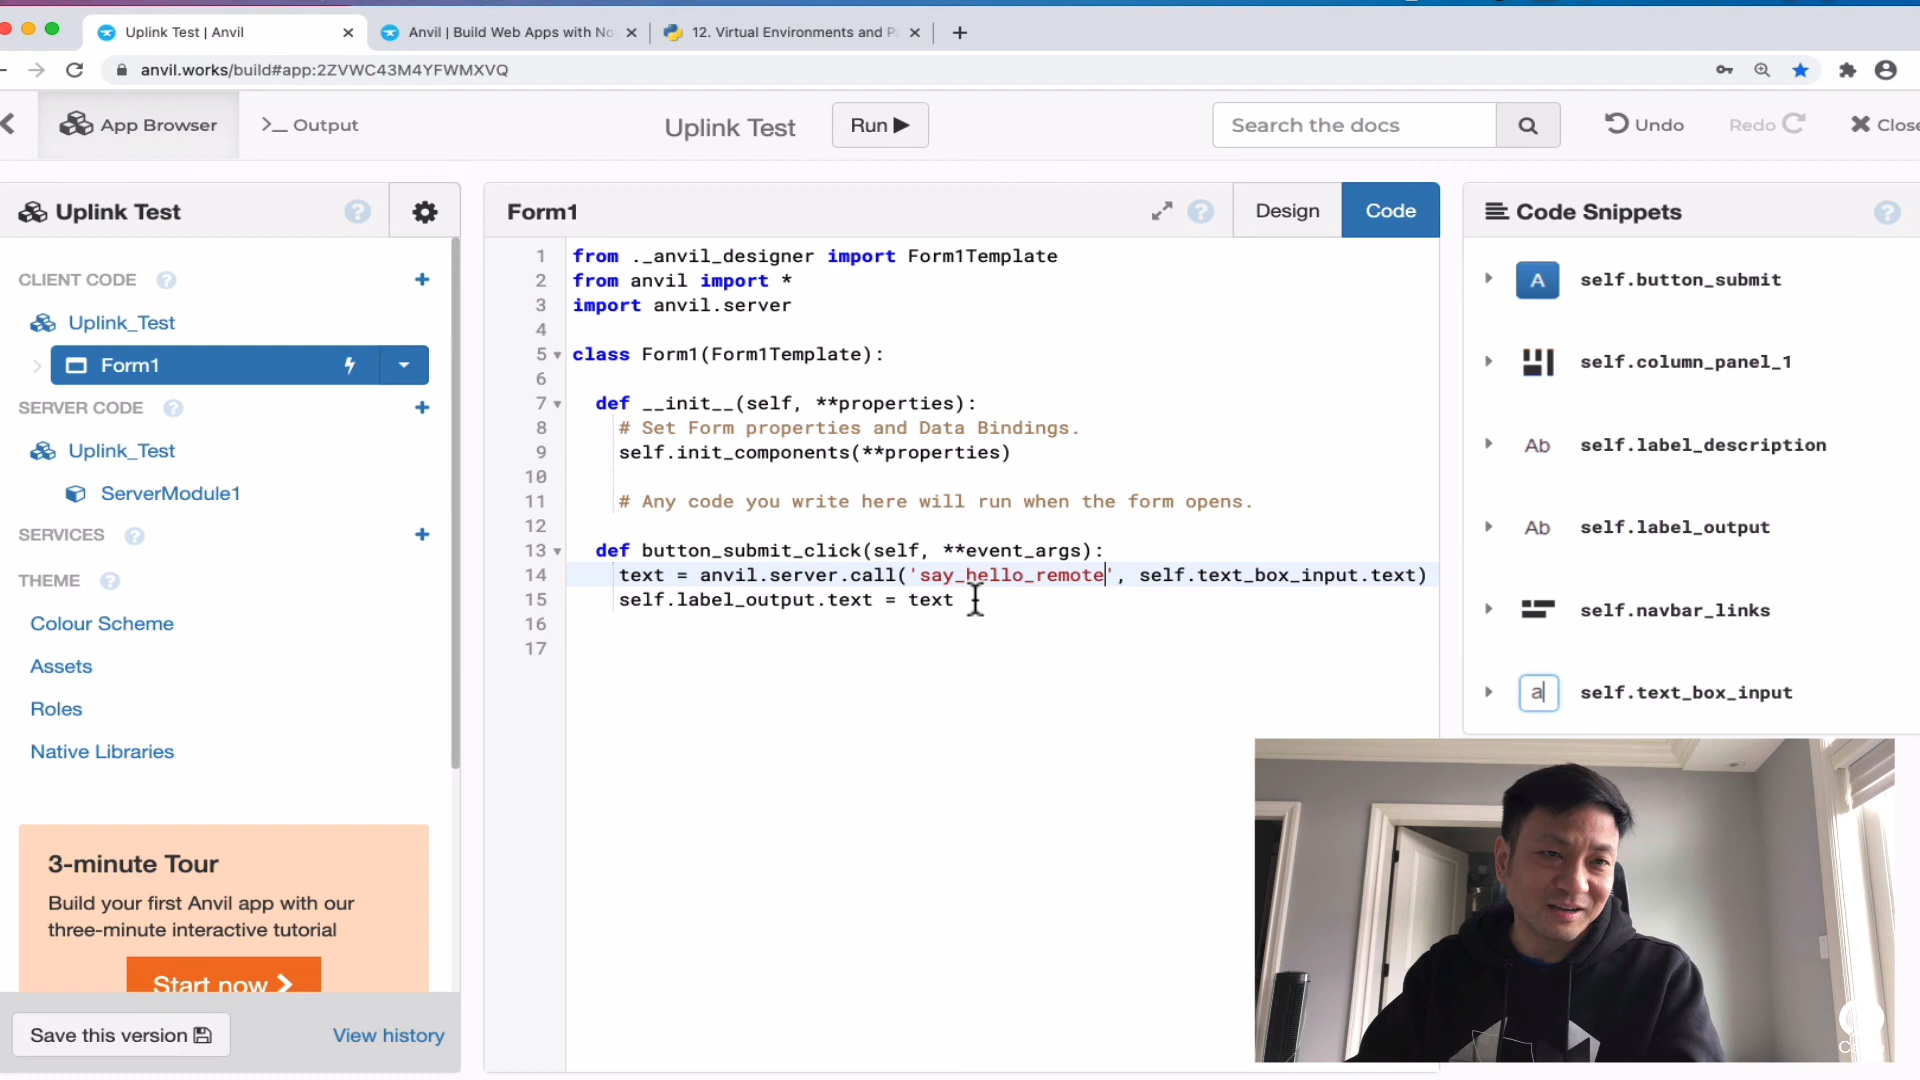 Uplink Test | Anvil
Anvil | Build Web Apps with No
12. Virtual Environments and P
anvil.works/build#app:2ZVWC43M4YFWMXVQ
App Browser
>_ Output
Uplink Test
Run
Search the docs
Undo
Redo
Close
Uplink Test
CLIENT CODE
Uplink_Test
Form1
SERVER CODE
Uplink_Test
ServerModule1
SERVICES
THEME
Colour Scheme
Assets
Roles
Native Libraries
3-minute Tour
Build your first Anvil app with our
three-minute interactive tutorial
Start now
Save this version
View history
Form1
Design
Code
1 from ._anvil_designer import Form1Template
2 from anvil import *
3 import anvil.server
4
5 class Form1(Form1Template):
6
7 def __init__(self, **properties):
8 # Set Form properties and Data Bindings.
9 self.init_components(**properties)
10
11 # Any code you write here will run when the form opens.
12
13 def button_submit_click(self, **event_args):
14 text = anvil.server.call('say_hello_remote', self.text_box_input.text)
15 self.label_output.text = text
16
17
Code Snippets
A self.button_submit
self.column_panel_1
Ab self.label_description
Ab self.label_output
self.navbar_links
a self.text_box_input